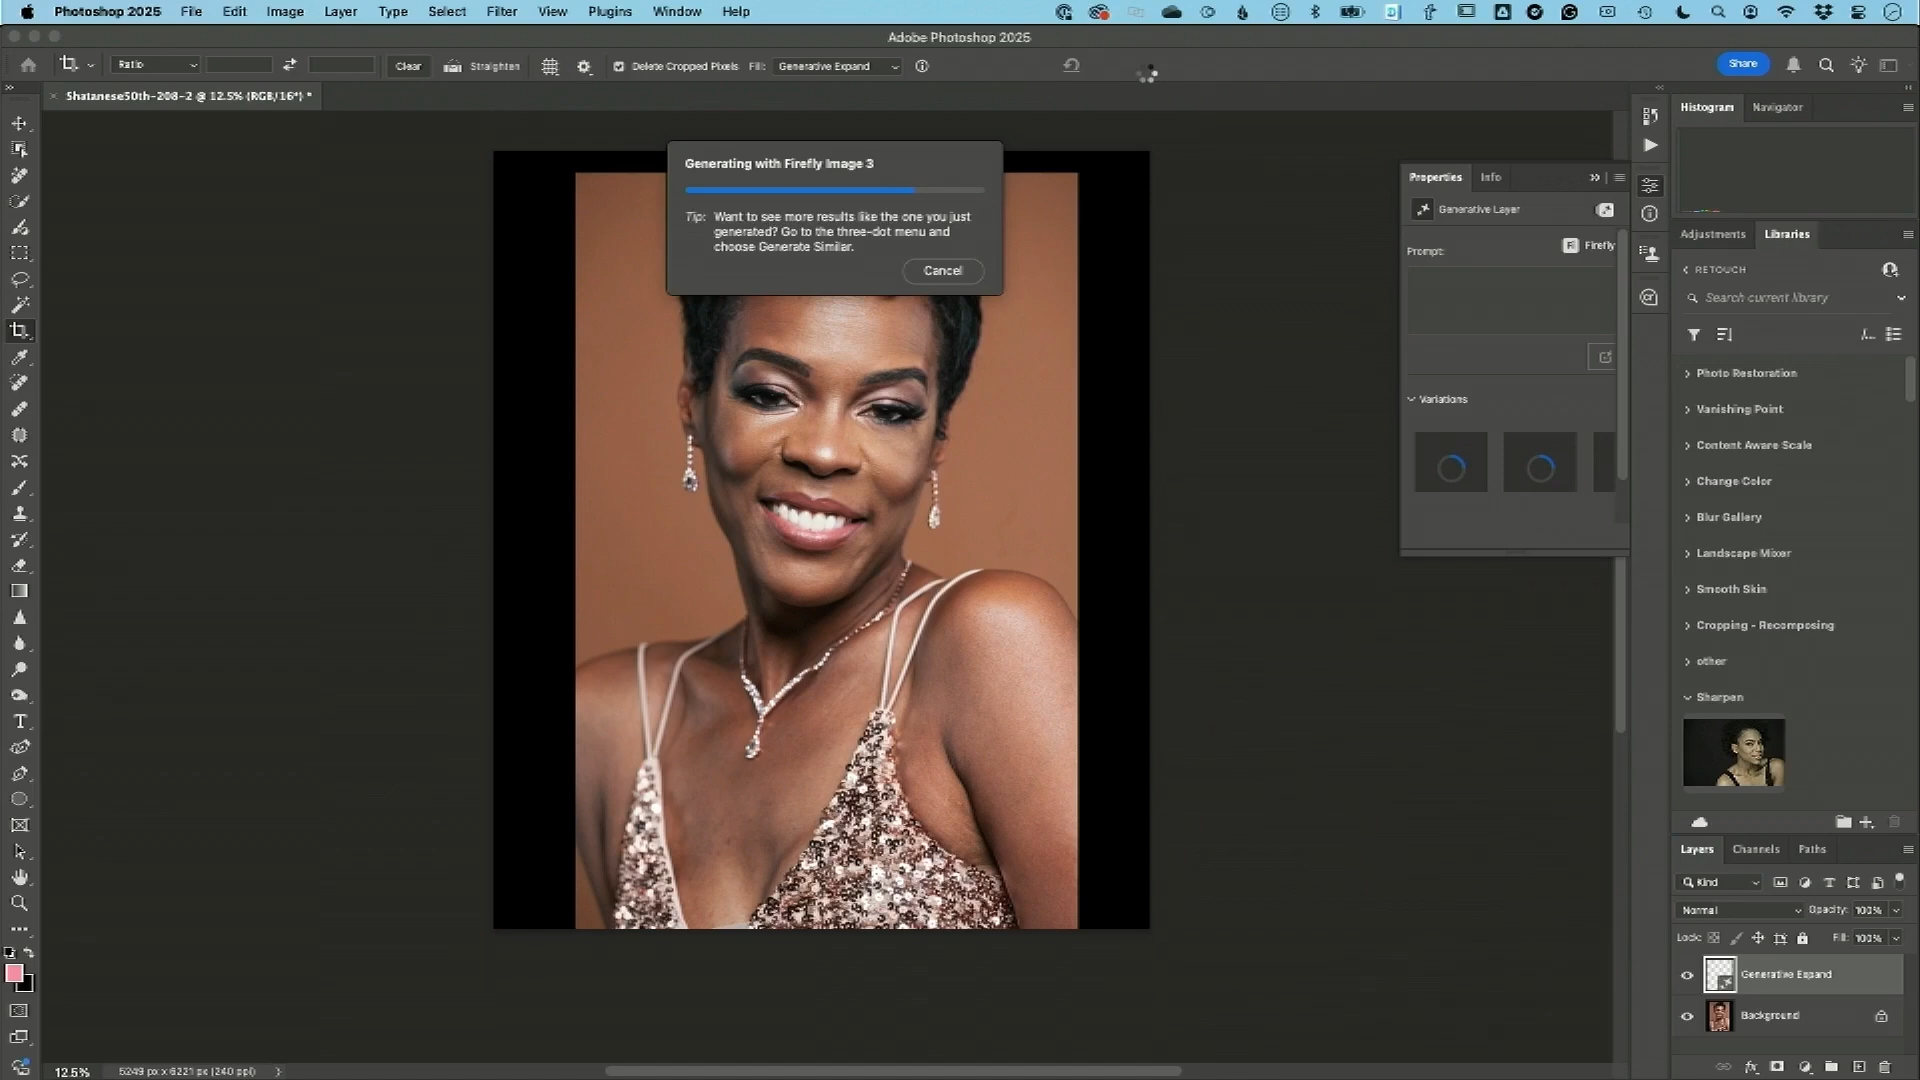 Photoshop 2025 File Edit Image Layer Type Select Filter View Plugins Window Help
Adobe Photoshop 2025
Ratio Clear Straighten Delete Cropped Pixels Fill: Generative Expand Share
Shatanese50th-208-2 @ 12.5% (RGB/16*) *
Histogram Navigator
Generating with Firefly Image 3
Tip: Want to see more results like the one you just
generated? Go to the three-dot menu and
choose Generate Similar.
Cancel
Properties Info
Generative Layer
Prompt: Firefly
Variations
Adjustments Libraries
RETOUCH
Search current library
Photo Restoration
Vanishing Point
Content Aware Scale
Change Color
Blur Gallery
Landscape Mixer
Smooth Skin
Cropping - Recomposing
other
Sharpen
Layers Channels Paths
Kind
Normal Opacity: 100%
Lock: Fill: 100%
Generative Expand
Background
12.5% 5249 px x 6221 px (240 ppi)